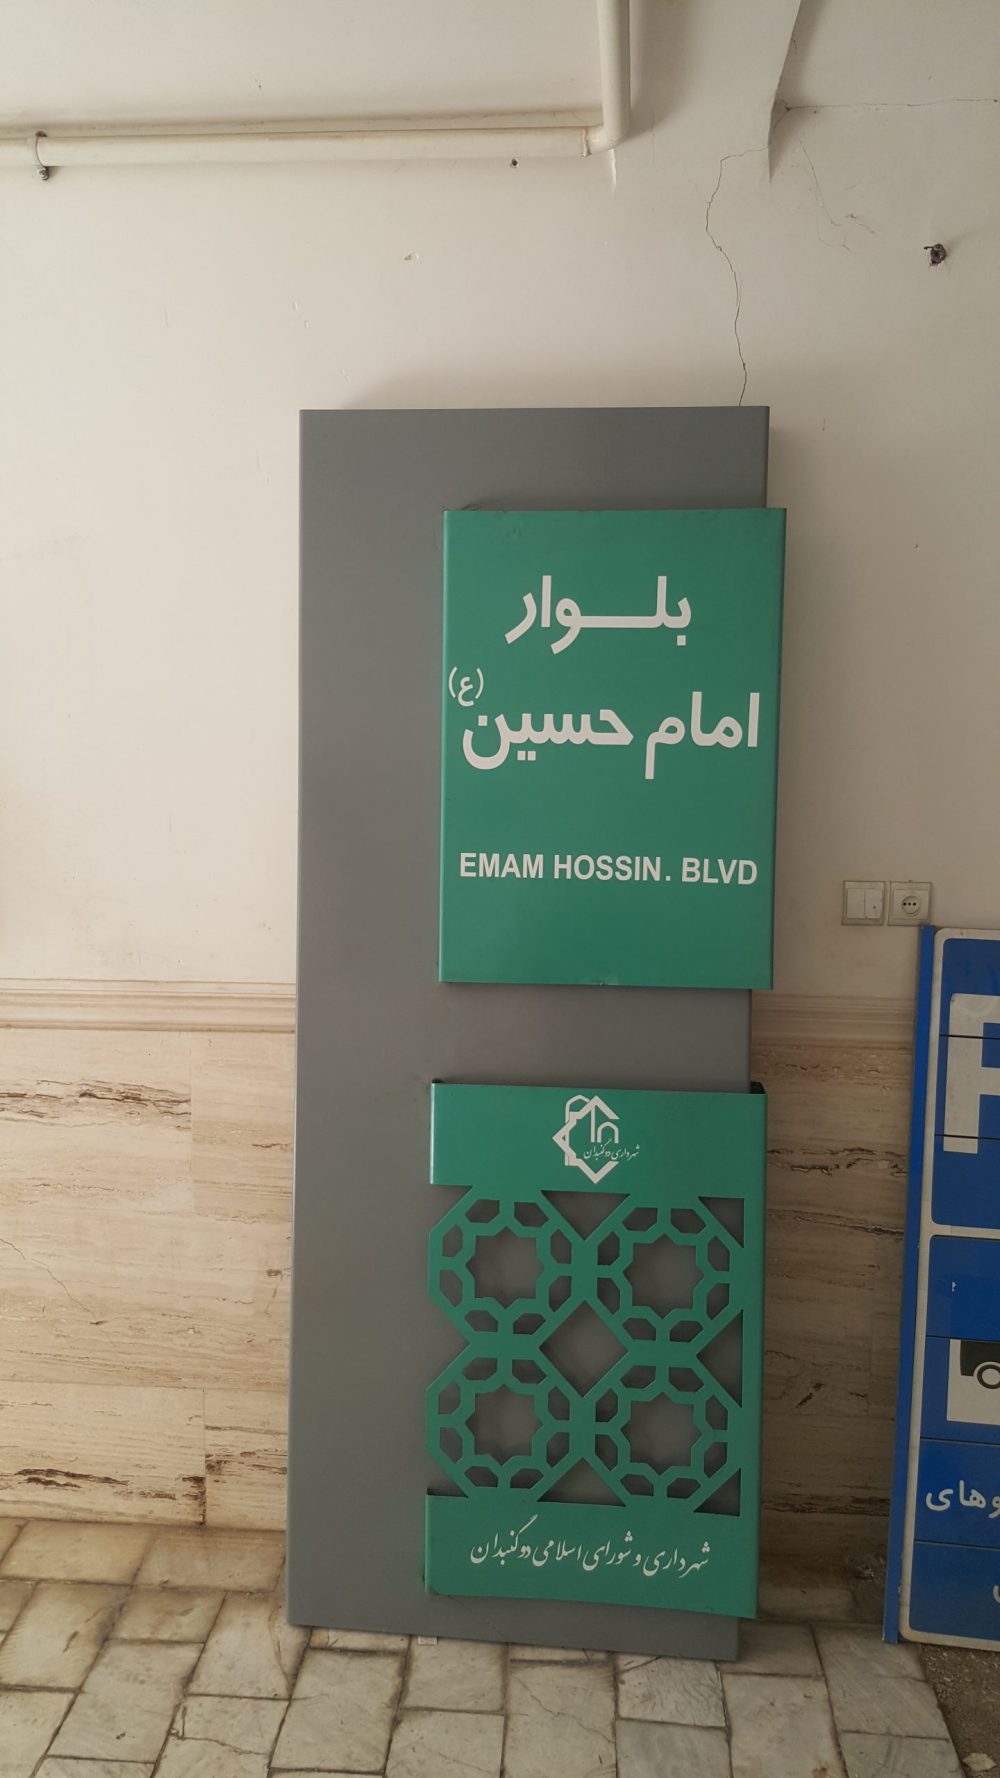 بلوار
امام حسین (ع)
EMAM HOSSIN. BLVD
شهرداری دوگنبدان
شهرداری و شورای اسلامی دوگنبدان